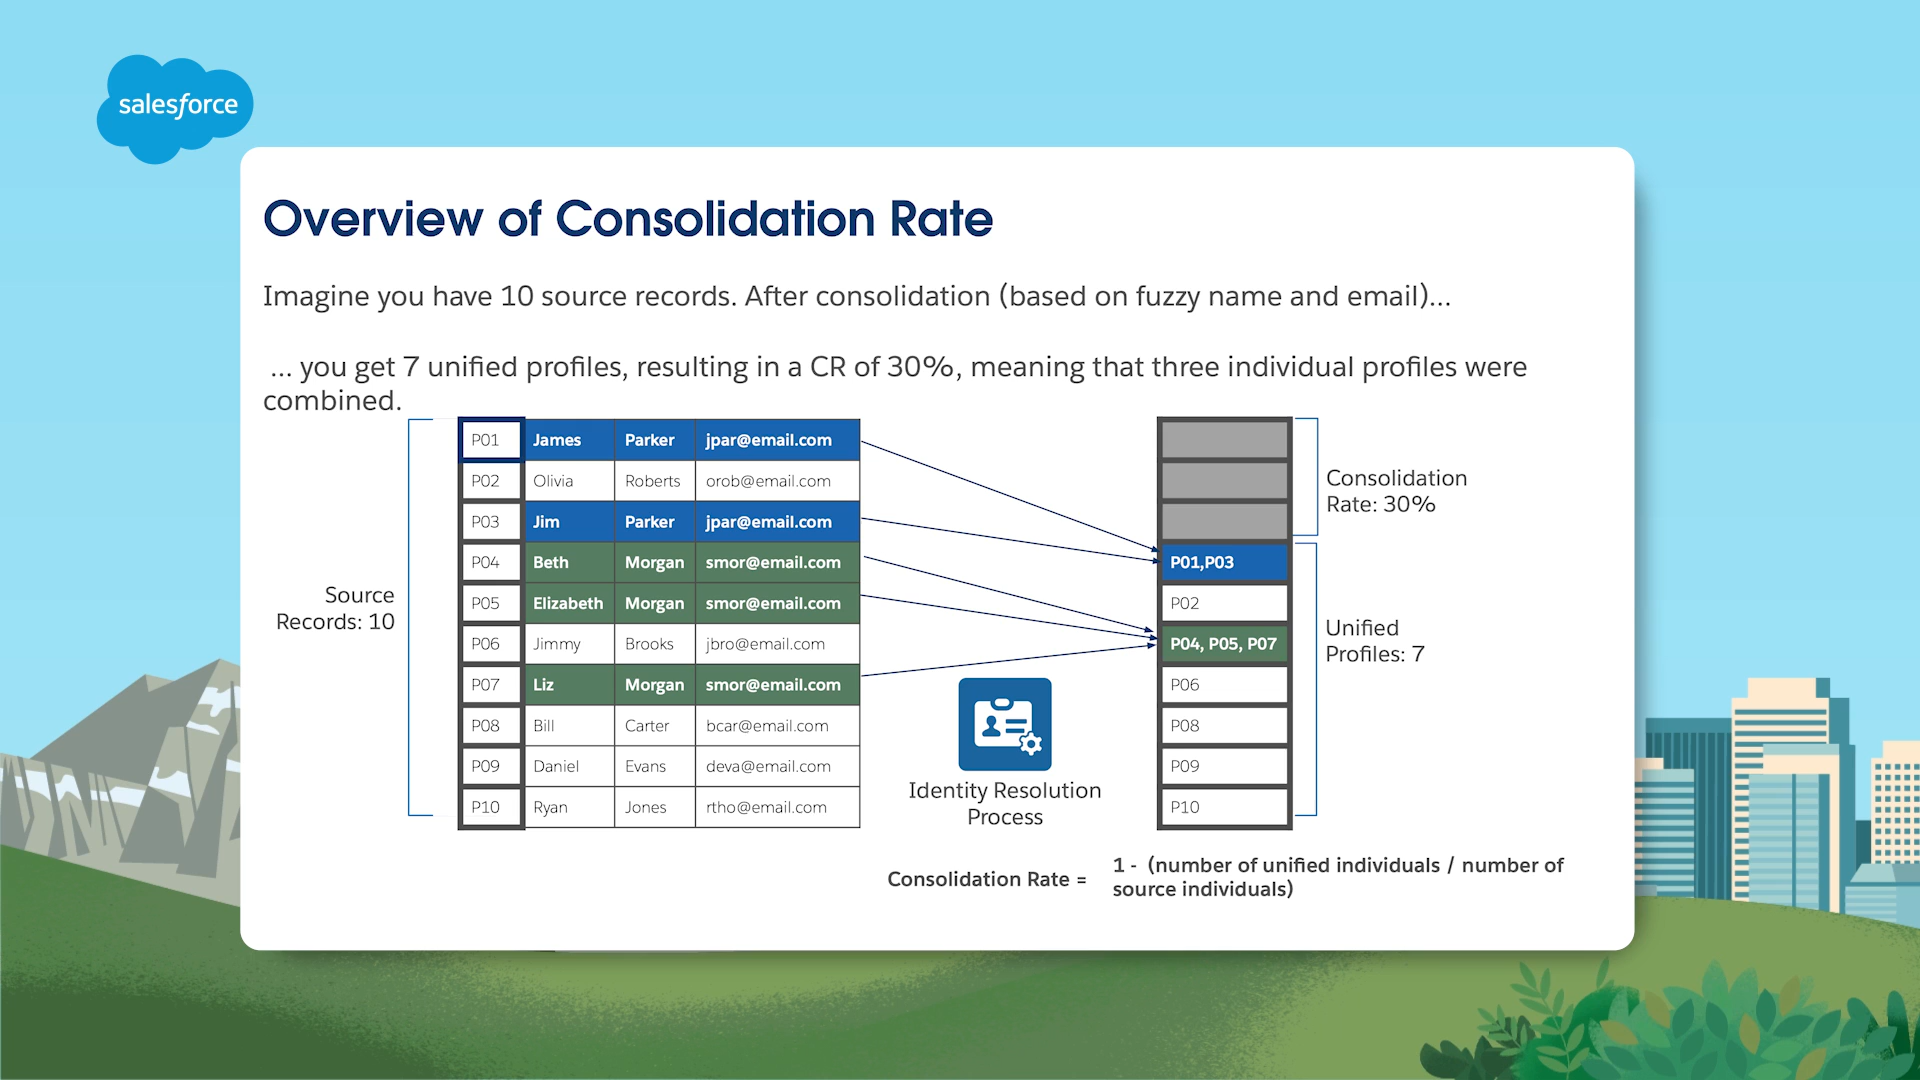 salesforce
Overview of Consolidation Rate
Imagine you have 10 source records. After consolidation (based on fuzzy name and email)...
... you get 7 unified profiles, resulting in a CR of 30%, meaning that three individual profiles were
combined.
Source
Records: 10
P01 James Parker jpar@email.com
P02 Olivia Roberts orob@email.com
P03 Jim Parker jpar@email.com
P04 Beth Morgan smor@email.com
P05 Elizabeth Morgan smor@email.com
P06 Jimmy Brooks jbro@email.com
P07 Liz Morgan smor@email.com
P08 Bill Carter bcar@email.com
P09 Daniel Evans deva@email.com
P10 Ryan Jones rtho@email.com
Identity Resolution
Process
P01,P03
P02
P04, P05, P07
P06
P08
P09
P10
Consolidation
Rate: 30%
Unified
Profiles: 7
Consolidation Rate =
1 - (number of unified individuals / number of
source individuals)